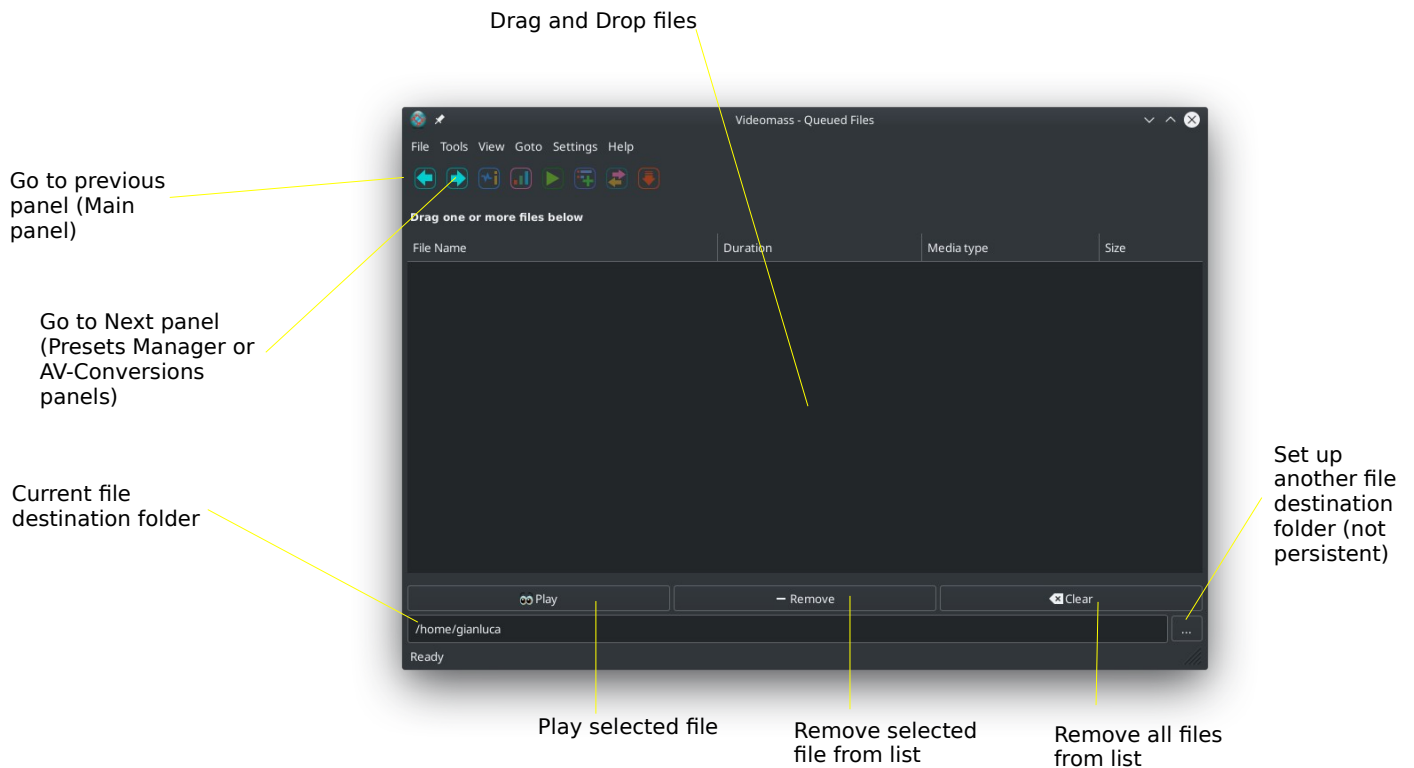 Drag and Drop files
Videomass - Queued Files
File Tools View Goto Settings Help
Go to previous
panel (Main
panel)
Drag one or more files below
File Name Duration Media type Size
Go to Next panel
(Presets Manager or
AV-Conversions
panels)
Set up
another file
destination
folder (not
persistent)
Current file
destination folder
Play Remove Clear
/home/gianluca ...
Ready
Play selected file
Remove selected
file from list
Remove all files
from list